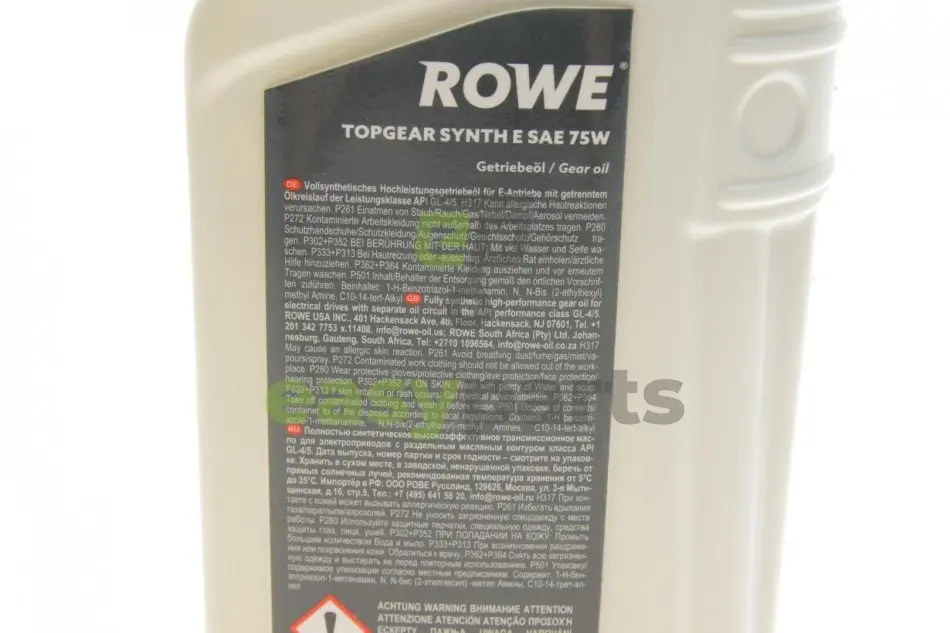 ROWE®
TOPGEAR SYNTH E SAE 75W
Getriebeöl / Gear oil
DE Vollsynthetisches Hochleistungsgetriebeöl für E-Antriebe mit getrenntem
Ölkreislauf der Leistungsklasse API GL-4/5. H317 Kann allergische Hautreaktionen
verursachen. P261 Einatmen von Staub/Rauch/Gas/Nebel/Dampf/Aerosol vermeiden.
P272 Kontaminierte Arbeitskleidung nicht außerhalb des Arbeitsplatzes tragen. P280
Schutzhandschuhe/Schutzkleidung/Augenschutz/Gesichtsschutz/Gehörschutz tra-
gen. P302+P352 BEI BERÜHRUNG MIT DER HAUT: Mit viel Wasser und Seife wa-
schen. P333+P313 Bei Hautreizung oder -ausschlag: Ärztlichen Rat einholen/ärztliche
Hilfe hinzuziehen. P362+P364 Kontaminierte Kleidung ausziehen und vor erneutem
Tragen waschen. P501 Inhalt/Behälter der Entsorgung gemäß den örtlichen Vorschrif-
ten zuführen. Beinhaltet: 1-H-Benzotriazol-1-methanamin, N, N-Bis (2-ethylhexyl)
methyl Amine, C10-14-tert-Alkyl GB Fully synthetic high-performance gear oil for
electrical drives with separate oil circuit in the API performance class GL-4/5.
ROWE USA INC., 401 Hackensack Ave, 4th Floor, Hackensack, NJ 07601, Tel. +1
201 342 7753 x.11408, info@rowe-oil.us; ROWE South Africa (Pty) Ltd, Johan-
nesburg, Gauteng, South Africa, Tel: +2710 1096564, info@rowe-oil.co.za H317
May cause an allergic skin reaction. P261 Avoid breathing dust/fume/gas/mist/va-
pours/spray. P272 Contaminated work clothing should not be allowed out of the work-
place. P280 Wear protective gloves/protective clothing/eye protection/face protection/
hearing protection. P302+P352 IF ON SKIN: Wash with plenty of Water and soap.
P333+P313 If skin irritation or rash occurs: Get medical advice/attention. P362+P364
Take off contaminated clothing and wash it before reuse. P501 Dispose of contents/
container to of the disposal according to local regulations. Contains: 1-H-benzotri-
azole-1-methanamine, N,N-bis(2-ethylhexyl)-methyl Amines, C10-14-tert-alkyl
RU Полностью синтетическое высокоэффективное трансмиссионное мас-
ло для электроприводов с раздельным масляным контуром класса API
GL-4/5. Дата выпуска, номер партии и срок годности – смотрите на упаков-
ке. Хранить в сухом месте, в заводской, ненарушенной упаковке, беречь от
прямых солнечных лучей, рекомендованная температура хранения от 5°C
до 35°C. Импортёр в РФ: ООО РОВЕ Руссланд, 129626, Москва, ул. 3-е Мыти-
щинская, д.16, стр.5, Тел.: +7 (495) 641 58 20, info@rowe-oil.ru H317 При кон-
такте с кожей может вызывать аллергическую реакцию. P261 Избегать вдыхания
газа/пыли/аэрозолей. P272 Не уносить загрязненную спецодежду с места
работы. P280 Используйте защитные перчатки, специальную одежду, средства
защиты глаз, лица, ушей. P302+P352 ПРИ ПОПАДАНИИ НА КОЖУ: Промыть
большим количеством Вода и мыло. P333+P313 При возникновении раздраже-
ния или покраснения кожи: Обратиться к врачу. P362+P364 Снять всю загрязнен-
ную одежду и выстирать ее перед повторным использованием. P501 Упаковку/
содержимое утилизации согласно местным предписаниям. Содержит: 1-H-бен-
зотриазол-1-метанамин, N, N-бис (2-этилгексил) -метил Амины, C10-14-трет-ал-
кил
ACHTUNG WARNING ВНИМАНИЕ ATTENTION
ATTENZIONE ATENCIÓN ATENÇÃO ΠΡΟΣΟΧΉ